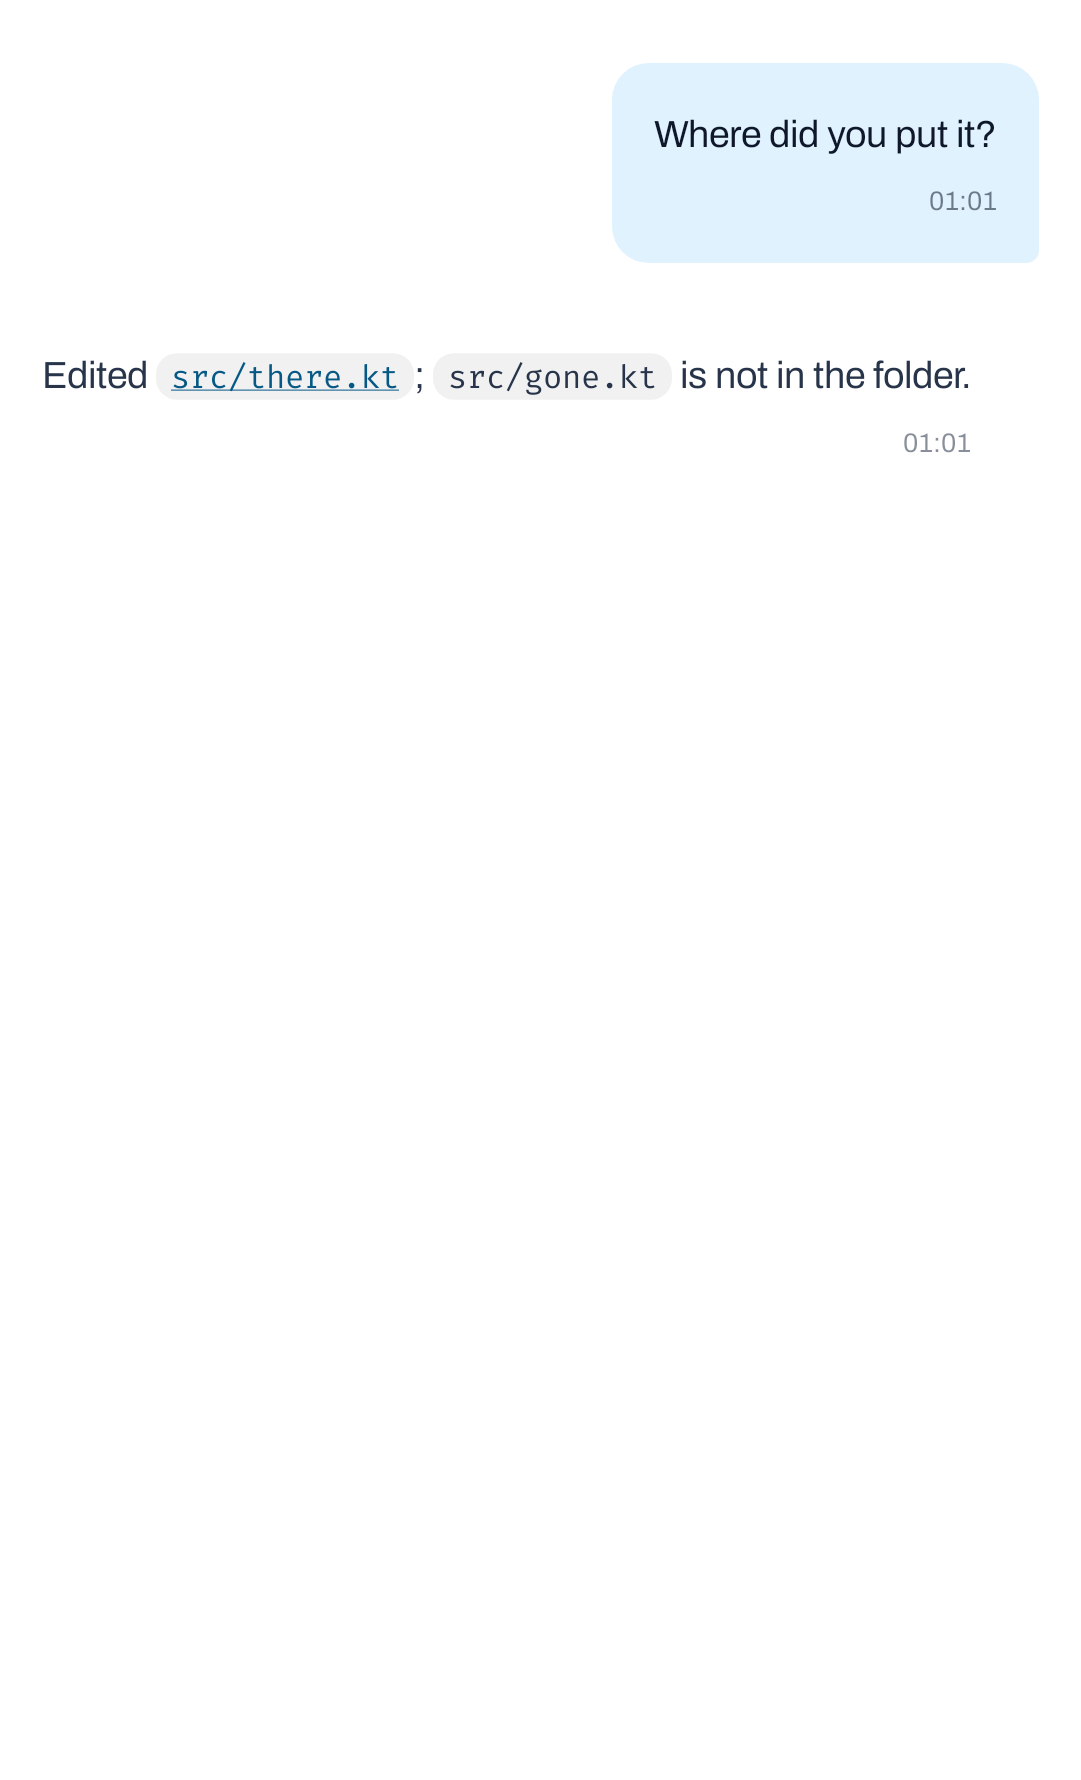 Where did you put it?
01:01
Edited src/there.kt; src/gone.kt is not in the folder.
01:01